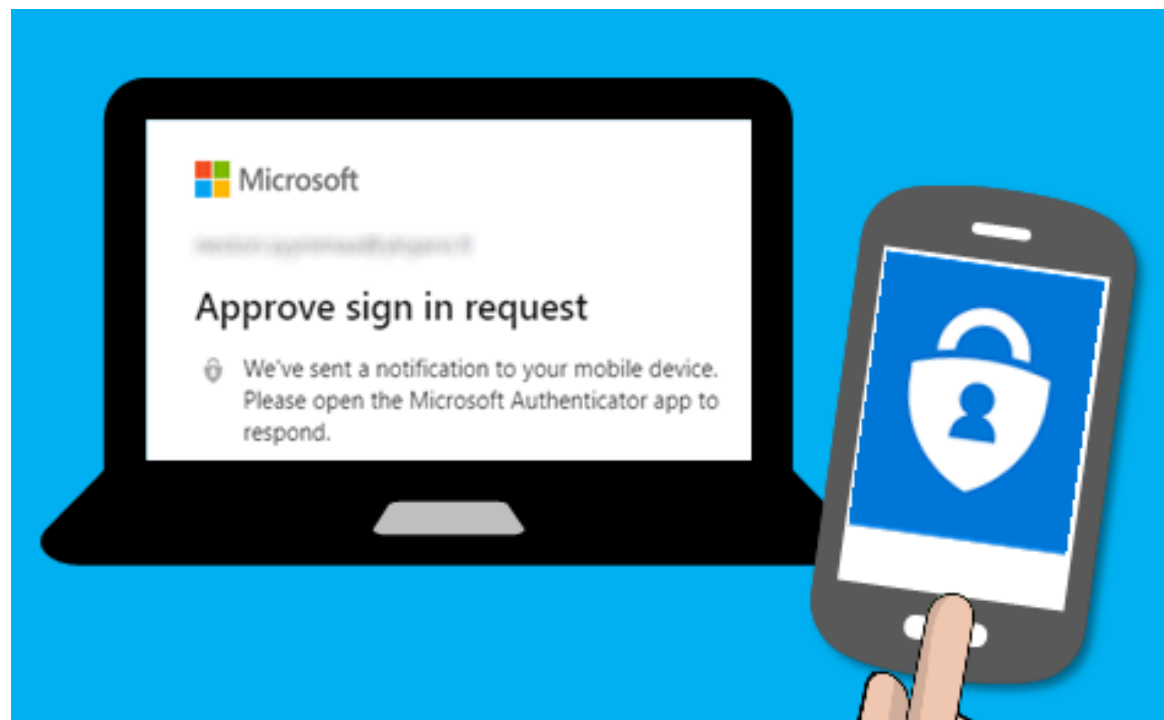 Microsoft
Approve sign in request
We've sent a notification to your mobile device.
Please open the Microsoft Authenticator app to
respond.